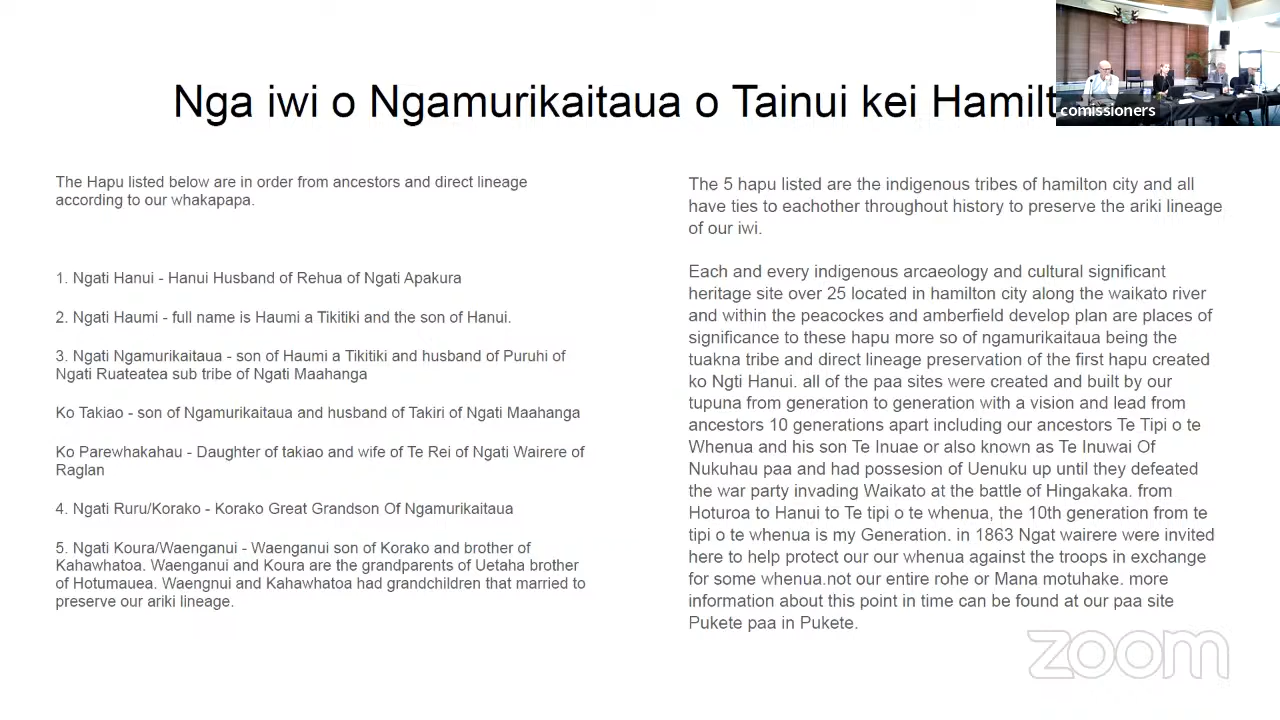 Nga iwi o Ngamurikaitaua o Tainui kei Hamilt
comissioners
The Hapu listed below are in order from ancestors and direct lineage
according to our whakapapa.
1. Ngati Hanui - Hanui Husband of Rehua of Ngati Apakura
2. Ngati Haumi - full name is Haumi a Tikitiki and the son of Hanui.
3. Ngati Ngamurikaitaua - son of Haumi a Tikitiki and husband of Puruhi of
Ngati Ruateatea sub tribe of Ngati Maahanga
Ko Takiao - son of Ngamurikaitaua and husband of Takiri of Ngati Maahanga
Ko Parewhakahau - Daughter of takiao and wife of Te Rei of Ngati Wairere of
Raglan
4. Ngati Ruru/Korako - Korako Great Grandson Of Ngamurikaitaua
5. Ngati Koura/Waenganui - Waenganui son of Korako and brother of
Kahawhatoa. Waenganui and Koura are the grandparents of Uetaha brother
of Hotumauea. Waengnui and Kahawhatoa had grandchildren that married to
preserve our ariki lineage.
The 5 hapu listed are the indigenous tribes of hamilton city and all
have ties to eachother throughout history to preserve the ariki lineage
of our iwi.
Each and every indigenous arcaeology and cultural significant
heritage site over 25 located in hamilton city along the waikato river
and within the peacockes and amberfield develop plan are places of
significance to these hapu more so of ngamurikaitaua being the
tuakna tribe and direct lineage preservation of the first hapu created
ko Ngti Hanui. all of the paa sites were created and built by our
tupuna from generation to generation with a vision and lead from
ancestors 10 generations apart including our ancestors Te Tipi o te
Whenua and his son Te Inuae or also known as Te Inuwai Of
Nukuhau paa and had possesion of Uenuku up until they defeated
the war party invading Waikato at the battle of Hingakaka. from
Hoturoa to Hanui to Te tipi o te whenua, the 10th generation from te
tipi o te whenua is my Generation. in 1863 Ngat wairere were invited
here to help protect our our whenua against the troops in exchange
for some whenua.not our entire rohe or Mana motuhake. more
information about this point in time can be found at our paa site
Pukete paa in Pukete.
zoom